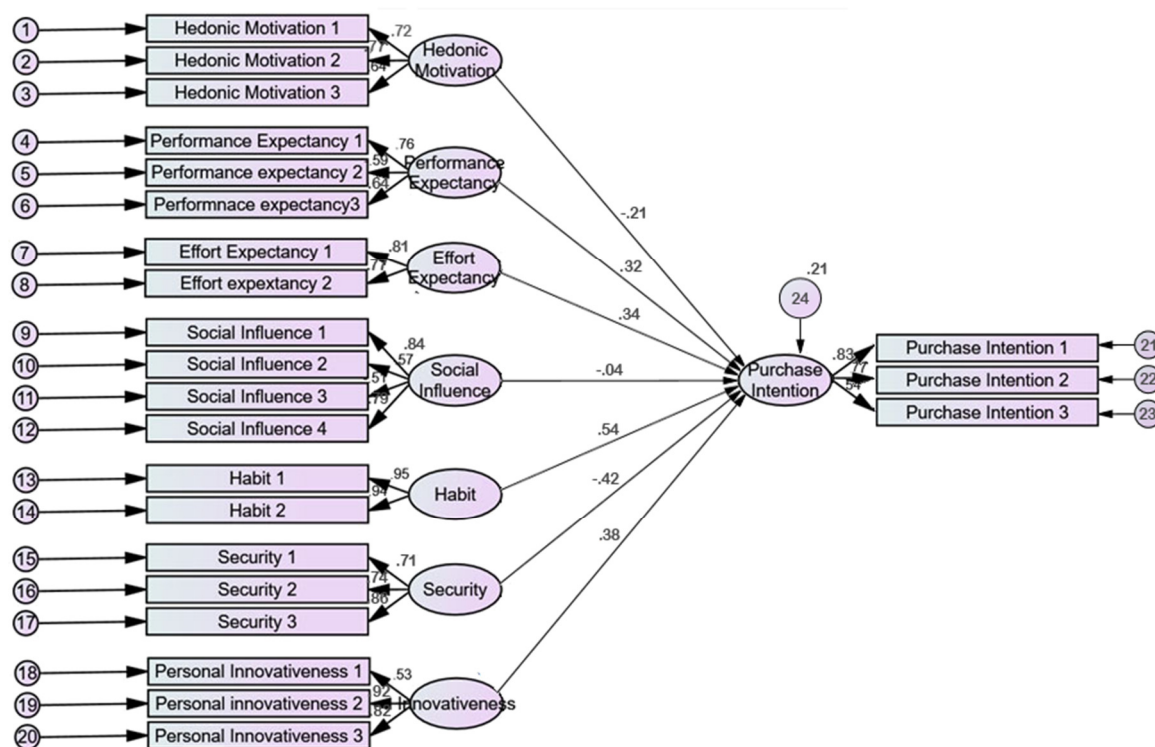 1
Hedonic Motivation 1
.72
2
Hedonic Motivation 2
.77
3
Hedonic Motivation 3
.64
Hedonic
Motivation
4
Performance Expectancy 1
.76
5
Performance expectancy 2
.59
6
Performnace expectancy3
.64
Performance
Expectancy
7
Effort Expectancy 1
.81
8
Effort expextancy 2
.77
Effort
Expectancy
9
Social Influence 1
.84
10
Social Influence 2
.57
11
Social Influence 3
.51
12
Social Influence 4
.79
Social
Influence
13
Habit 1
.95
14
Habit 2
.94
Habit
15
Security 1
.71
16
Security 2
.74
17
Security 3
.86
Security
18
Personal Innovativeness 1
.53
19
Personal innovativeness 2
.92
20
Personal Innovativeness 3
.82
Innovativeness
-.21
.32
.34
-.04
.54
-.42
.38
.21
24
Purchase
Intention
.83
Purchase Intention 1
21
.77
Purchase Intention 2
22
.54
Purchase Intention 3
23